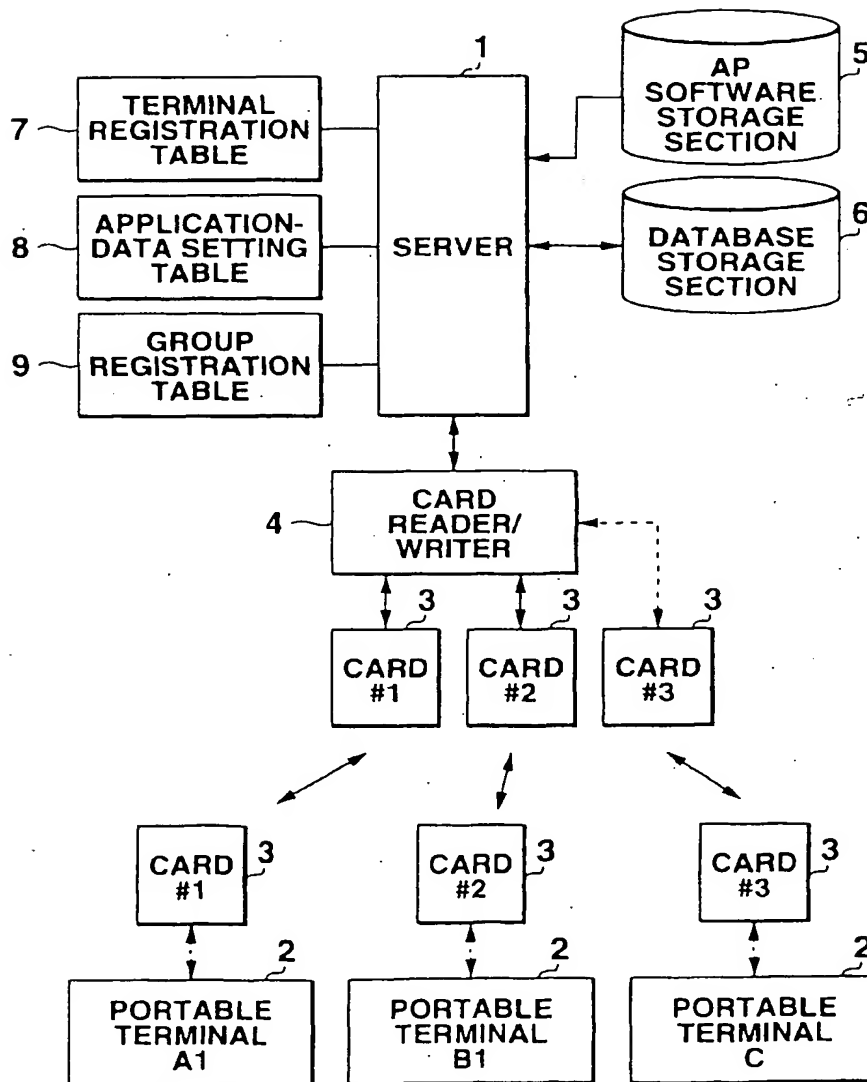 1
5
AP
SOFTWARE
STORAGE
SECTION
7
TERMINAL
REGISTRATION
TABLE
6
DATABASE
STORAGE
SECTION
8
APPLICATION-
DATA SETTING
TABLE
SERVER
9
GROUP
REGISTRATION
TABLE
4
CARD
READER/
WRITER
3
CARD
#1
3
CARD
#2
3
CARD
#3
3
CARD
#1
3
CARD
#2
3
CARD
#3
2
PORTABLE
TERMINAL
A1
2
PORTABLE
TERMINAL
B1
2
PORTABLE
TERMINAL
C